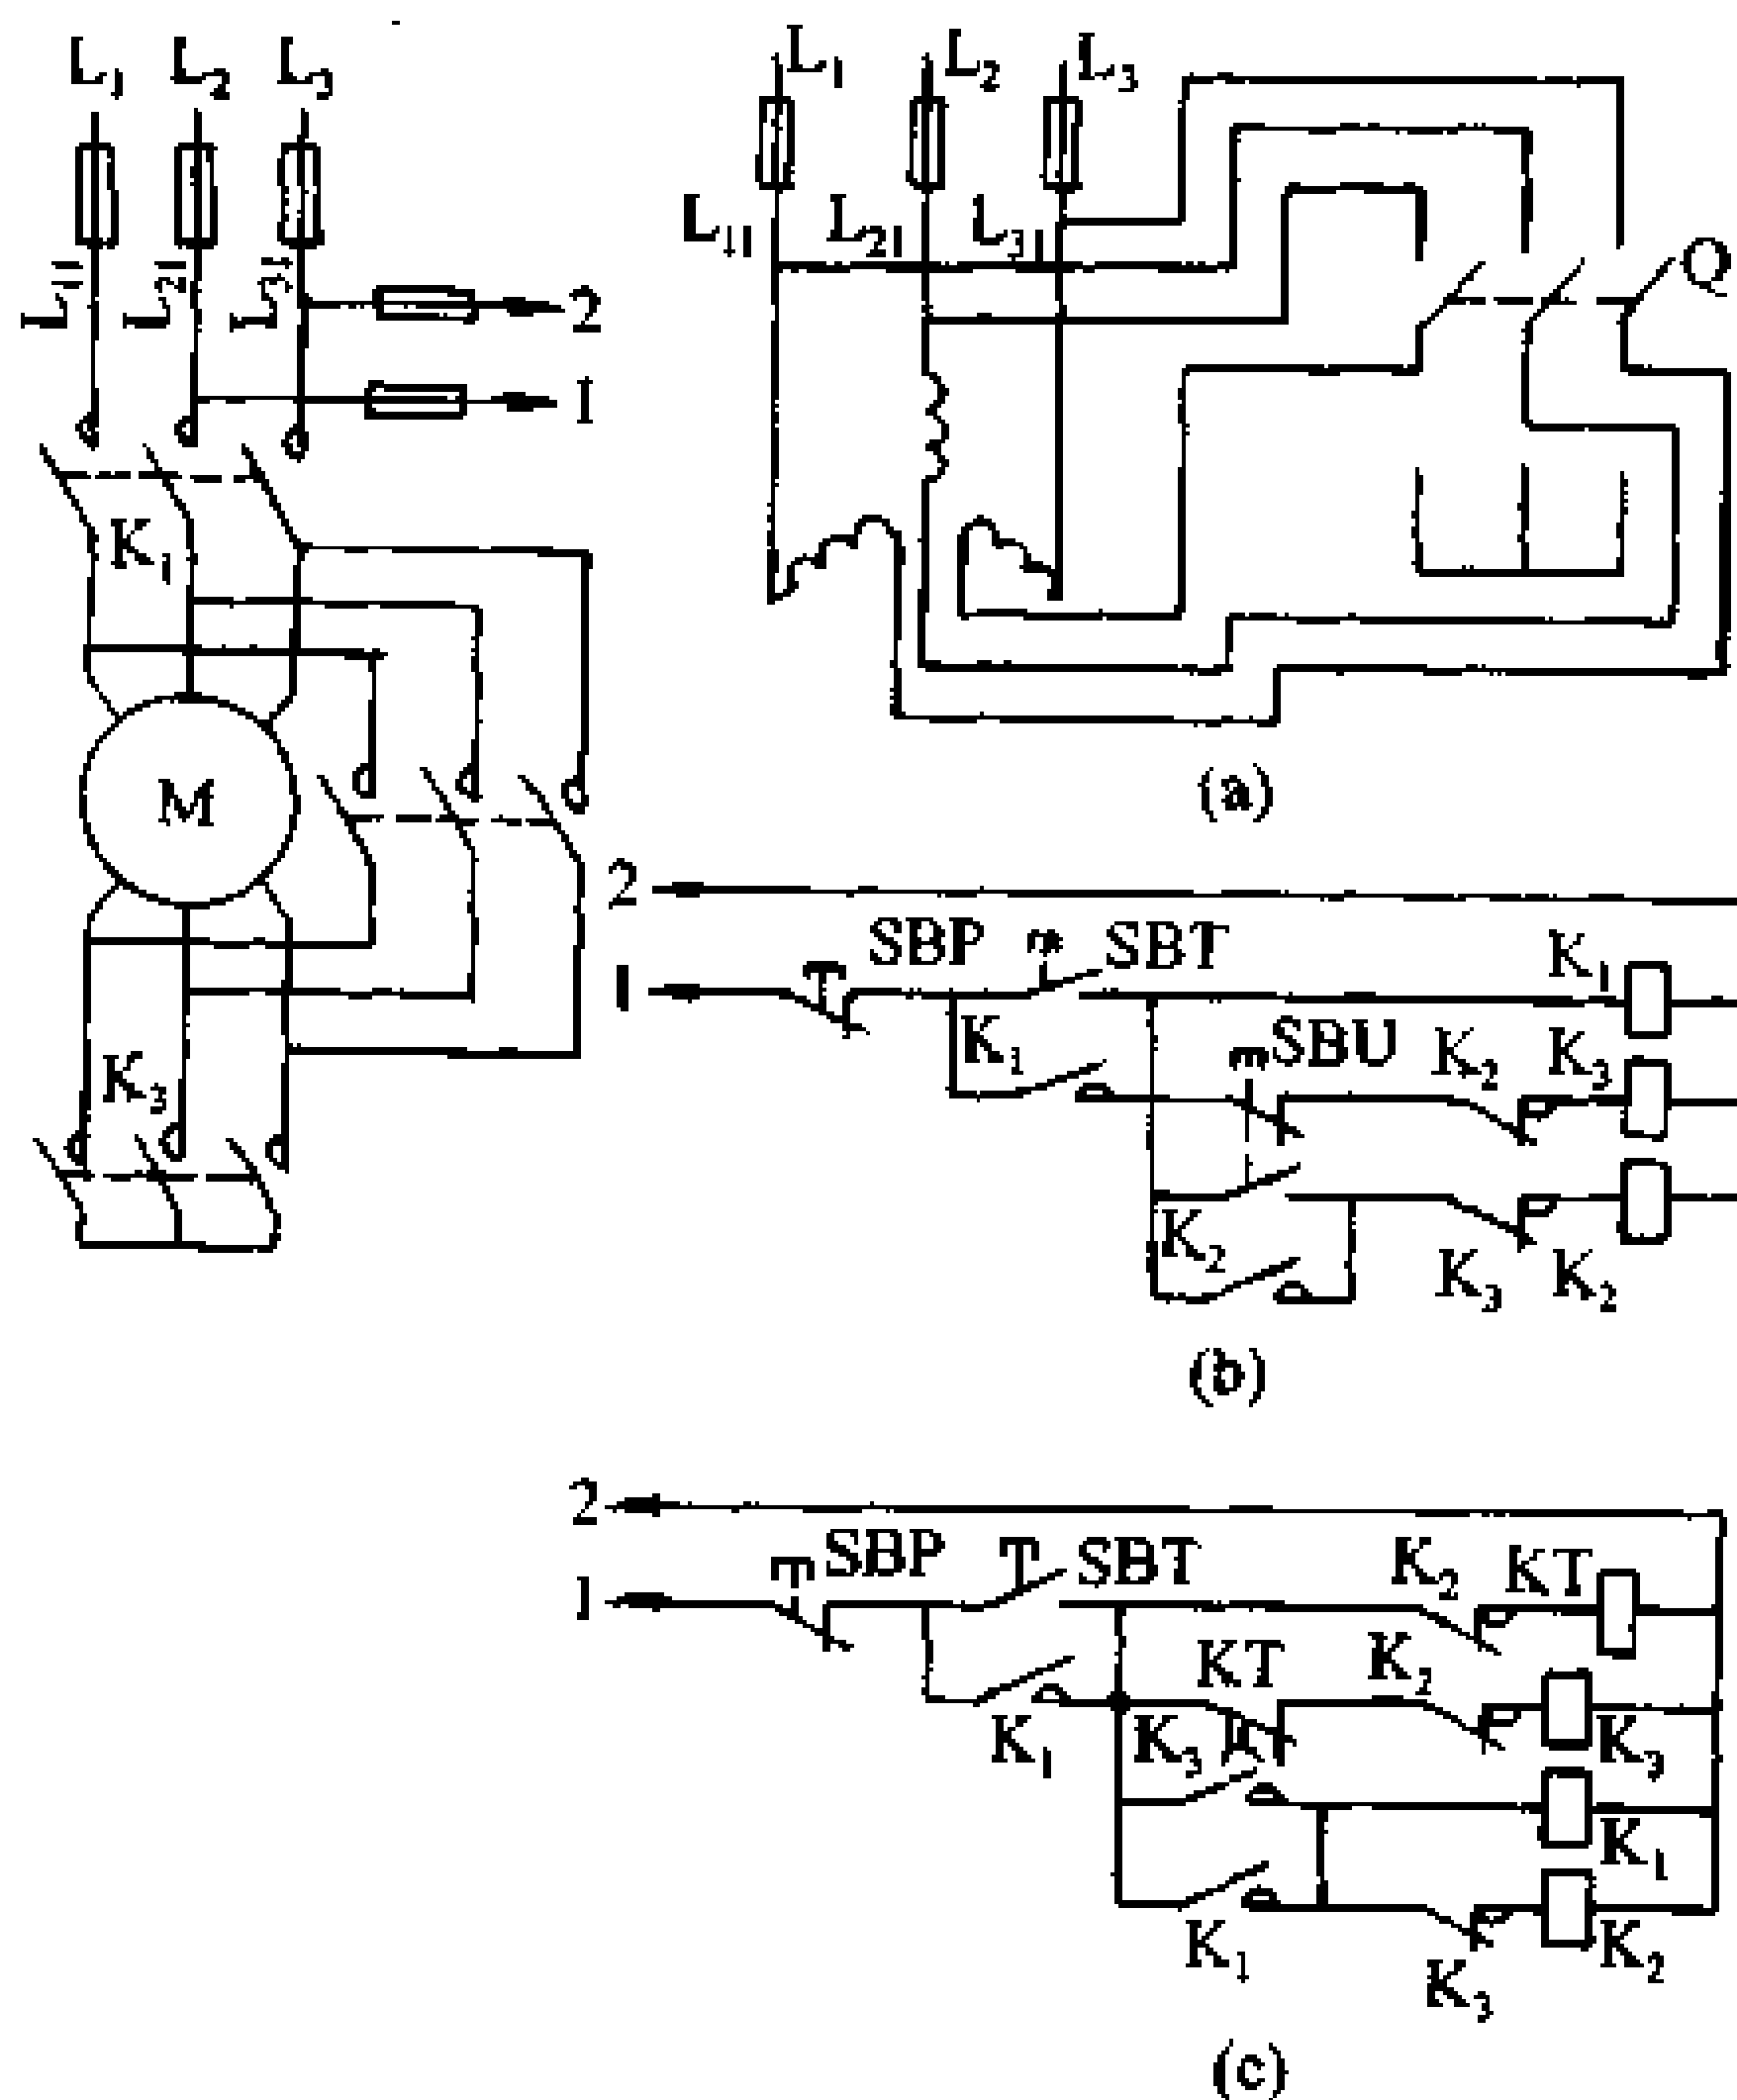 L₁ L₂ L₃
L₁₁ L₂₁ L₃₁
2
1
K₁
M
K₃
L₁ L₂ L₃
L₁₁ L₂₁ L₃₁
Q
(a)
2
SBP SBT K₁
1
K₁ SBU K₂ K₃
K₂
K₃ K₂
(b)
2
SBP SBT K₂ KT
1
KT K₂
K₁ K₃ K₃
K₁
K₁ K₂
K₃
(c)